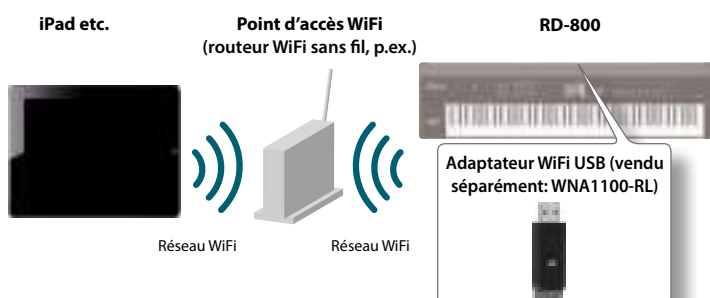 iPad etc.
Point d’accès WiFi
(routeur WiFi sans fil, p.ex.)
RD-800
Adaptateur WiFi USB (vendu
séparément: WNA1100-RL)
Réseau WiFi
Réseau WiFi